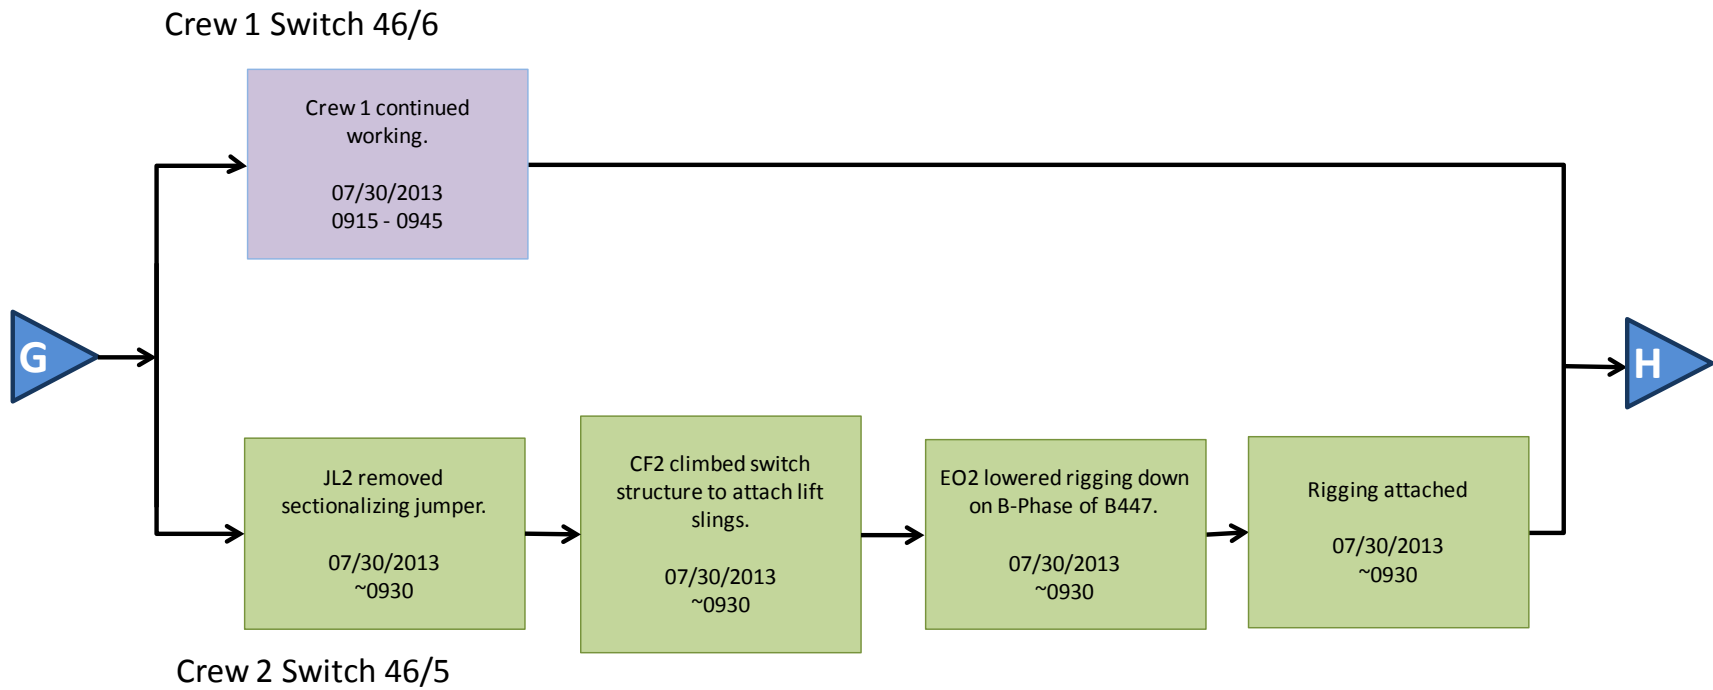 Crew 1 Switch 46/6
Crew 1 continued
working.
07/30/2013
0915 - 0945
G
H
JL2 removed
sectionalizing jumper.
07/30/2013
~0930
CF2 climbed switch
structure to attach lift
slings.
07/30/2013
~0930
EO2 lowered rigging down
on B-Phase of B447.
07/30/2013
~0930
Rigging attached
07/30/2013
~0930
Crew 2 Switch 46/5